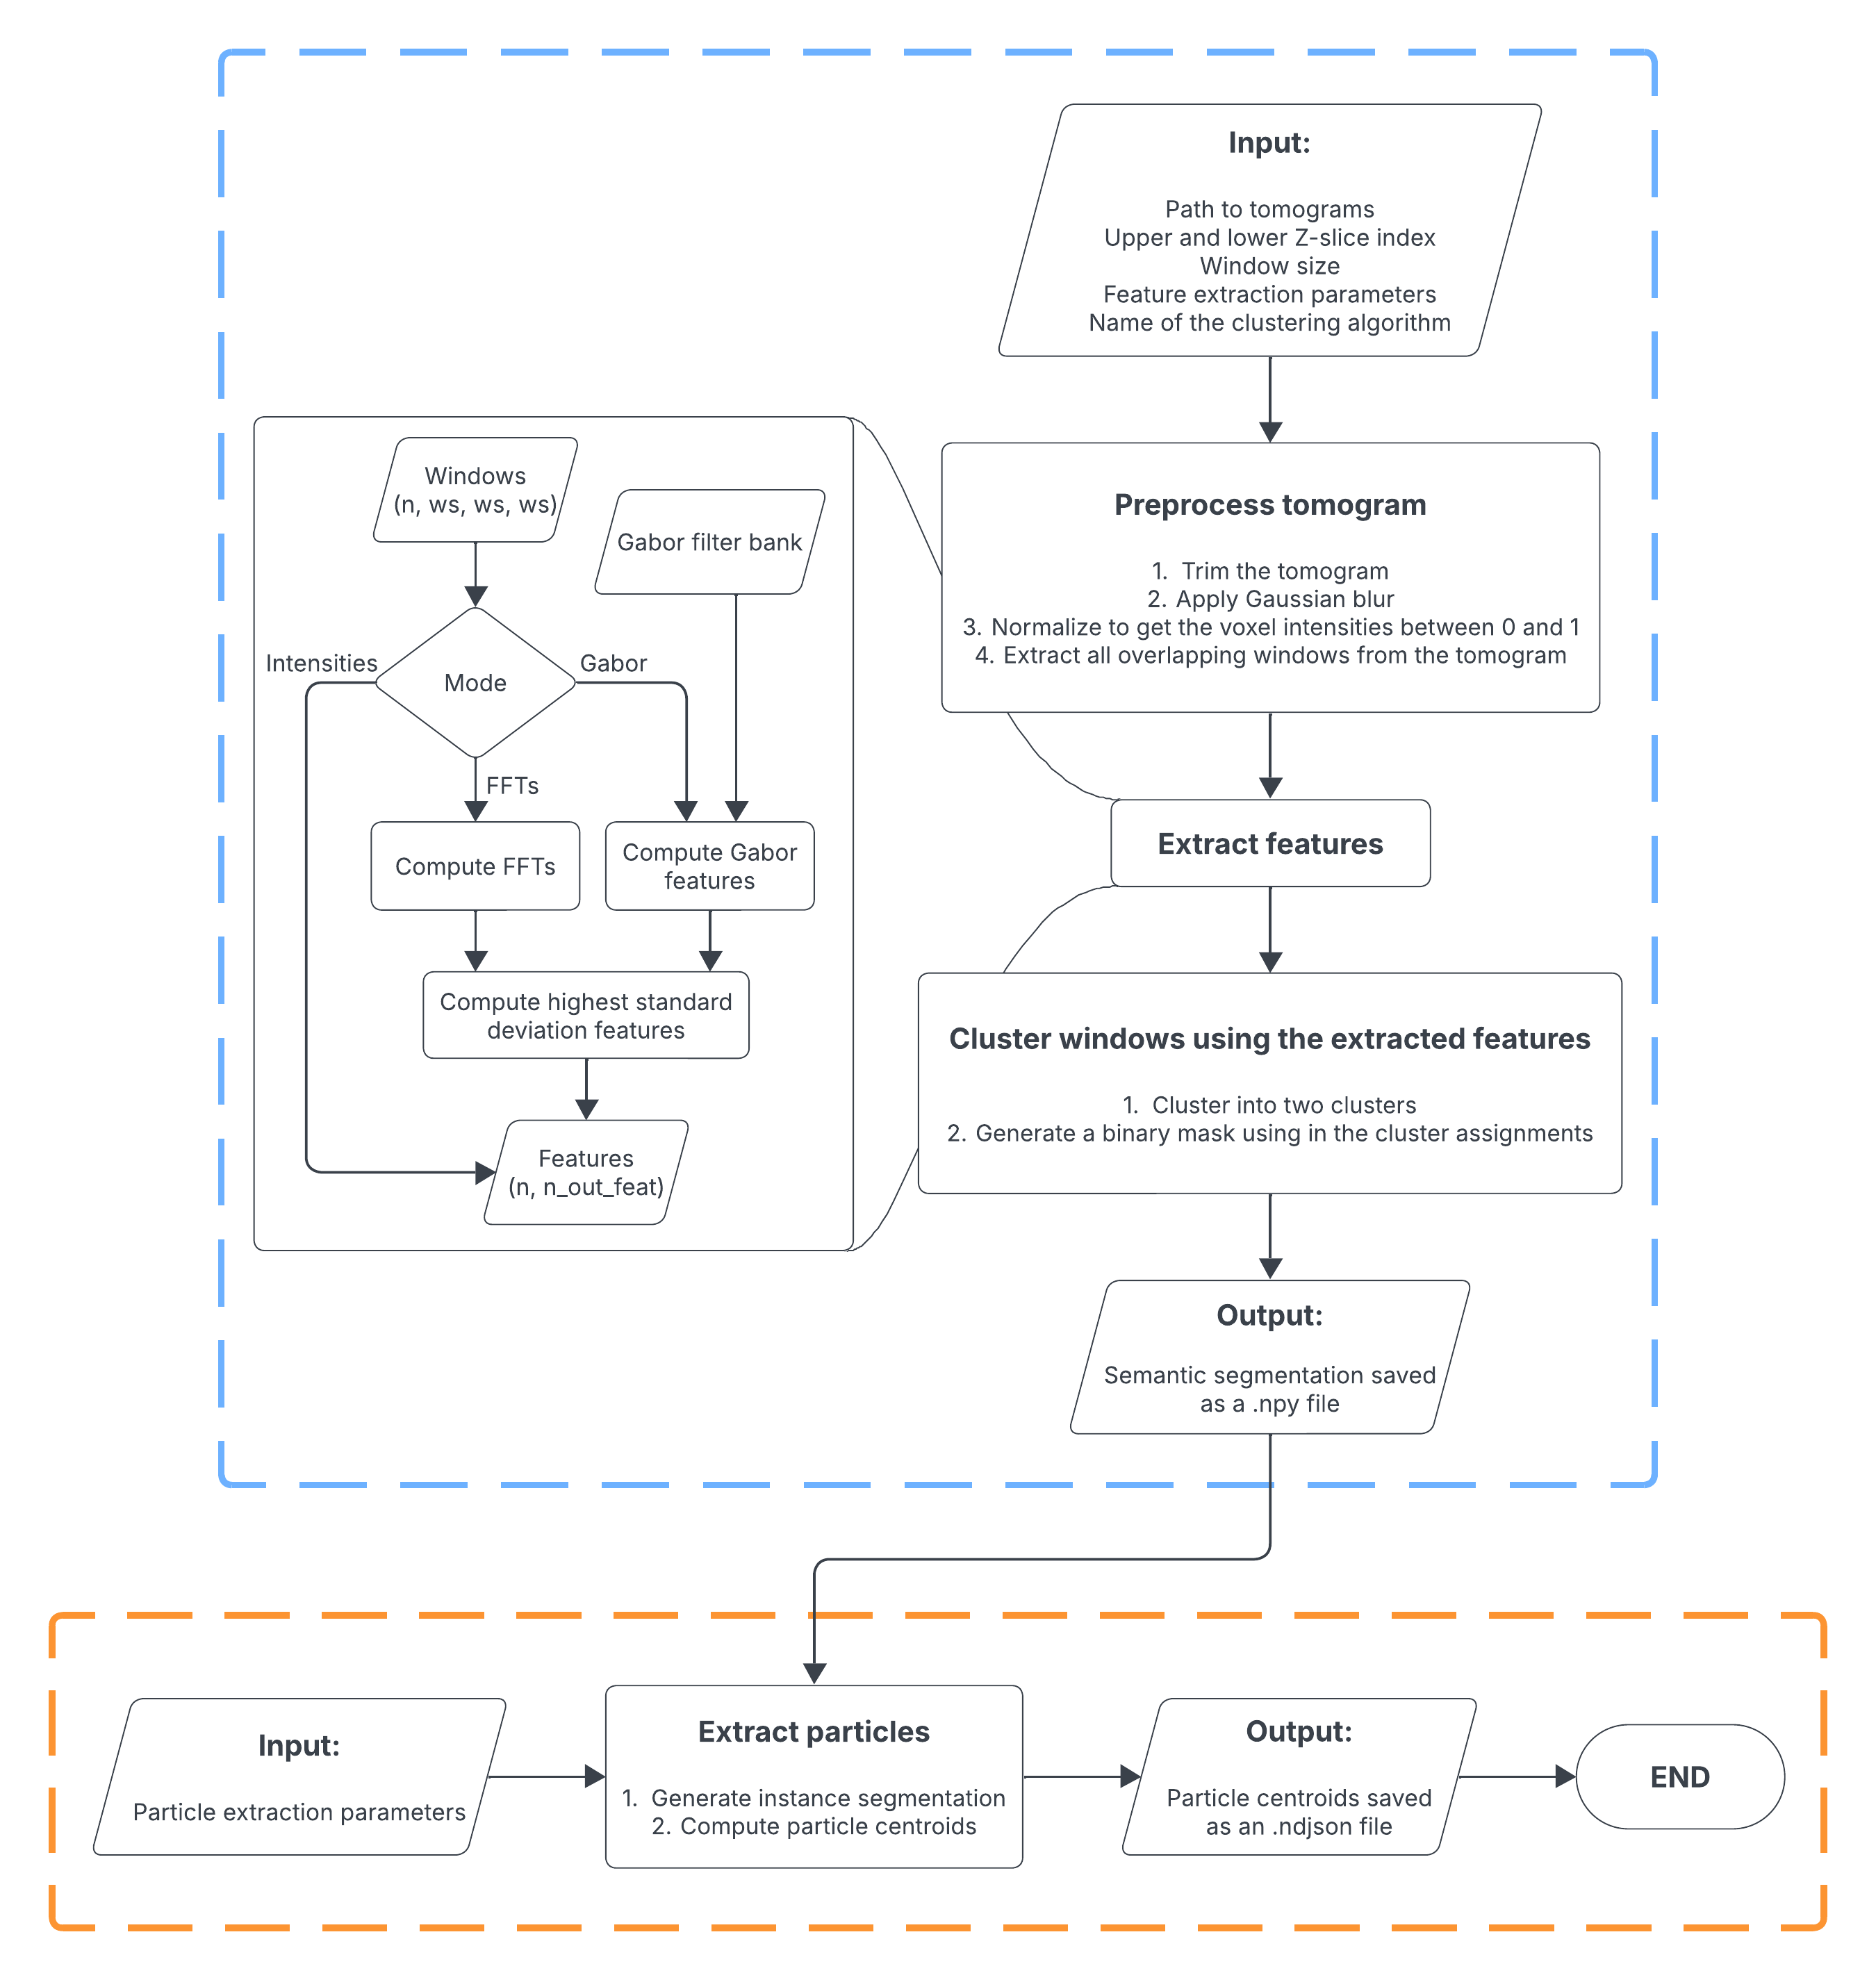 Input:
Path to tomograms
Upper and lower Z-slice index
Window size
Feature extraction parameters
Name of the clustering algorithm
Preprocess tomogram
1. Trim the tomogram
2. Apply Gaussian blur
3. Normalize to get the voxel intensities between 0 and 1
4. Extract all overlapping windows from the tomogram
Extract features
Windows
(n, ws, ws, ws)
Gabor filter bank
Intensities
Mode
Gabor
FFTs
Compute FFTs
Compute Gabor
features
Compute highest standard
deviation features
Features
(n, n_out_feat)
Cluster windows using the extracted features
1. Cluster into two clusters
2. Generate a binary mask using in the cluster assignments
Output:
Semantic segmentation saved
as a .npy file
Input:
Particle extraction parameters
Extract particles
1. Generate instance segmentation
2. Compute particle centroids
Output:
Particle centroids saved
as an .ndjson file
END